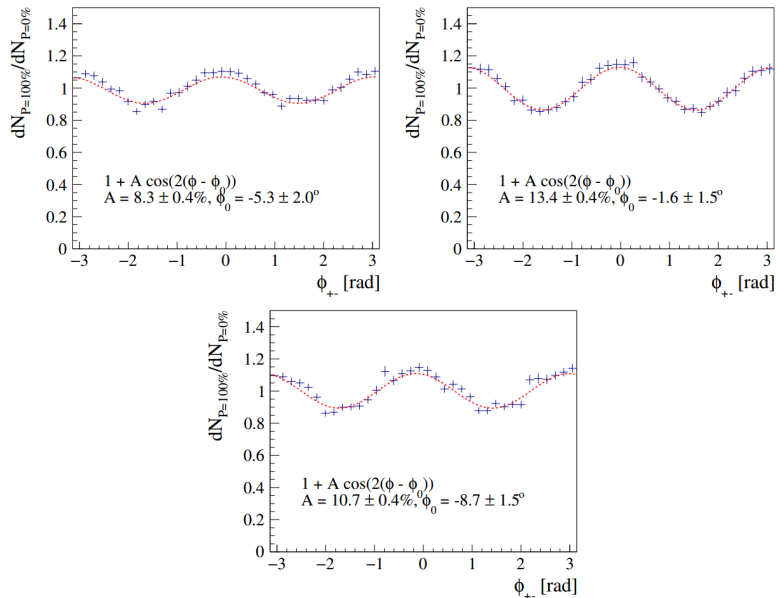 dN_P=100%/dN_P=0%
1.4
1.2
1
0.8
0.6
0.4
0.2
0
1 + A cos(2(ϕ - ϕ_0))
A = 8.3 ± 0.4%, ϕ_0 = -5.3 ± 2.0°
−3 −2 −1 0 1 2 3
ϕ_+- [rad]
dN_P=100%/dN_P=0%
1.4
1.2
1
0.8
0.6
0.4
0.2
0
1 + A cos(2(ϕ - ϕ_0))
A = 13.4 ± 0.4%, ϕ_0 = -1.6 ± 1.5°
−3 −2 −1 0 1 2 3
ϕ_+- [rad]
dN_P=100%/dN_P=0%
1.4
1.2
1
0.8
0.6
0.4
0.2
0
1 + A cos(2(ϕ - ϕ_0))
A = 10.7 ± 0.4%, ϕ_0 = -8.7 ± 1.5°
−3 −2 −1 0 1 2 3
ϕ_+- [rad]